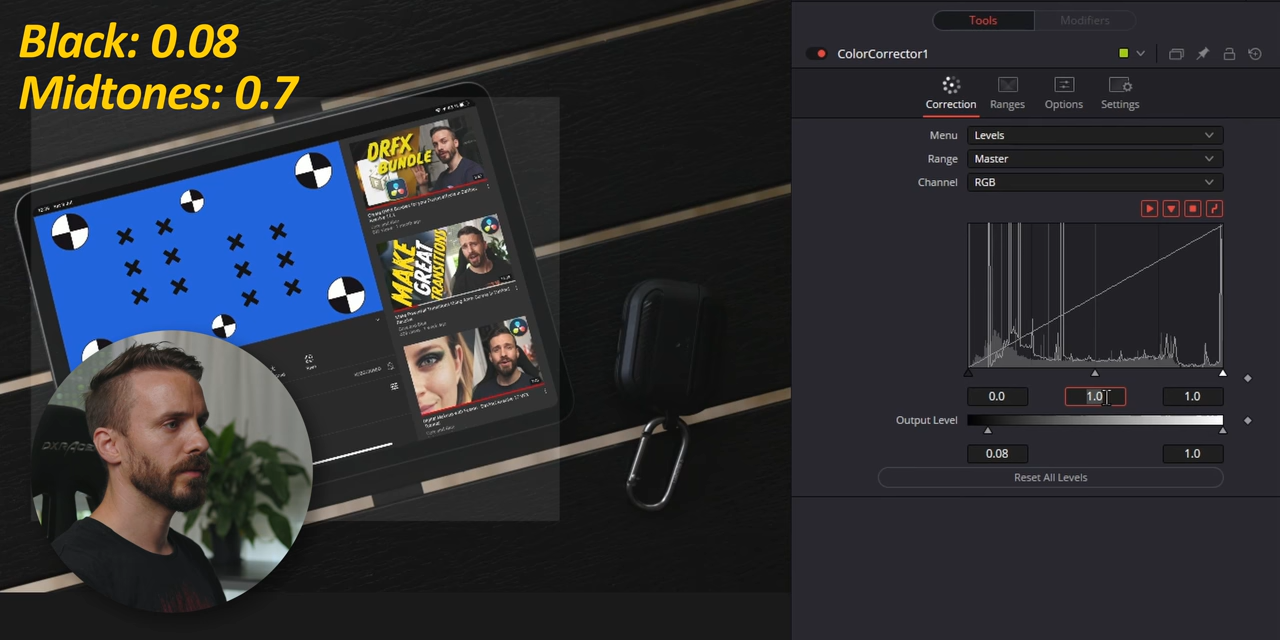 Black: 0.08
Midtones: 0.7
DRFX
BUNDLE
MAKE
GREAT
TRANSITIONS
DXRACER
Tools
Modifiers
ColorCorrector1
Correction
Ranges
Options
Settings
Menu
Levels
Range
Master
Channel
RGB
0.0
1.0
1.0
Output Level
0.08
1.0
Reset All Levels